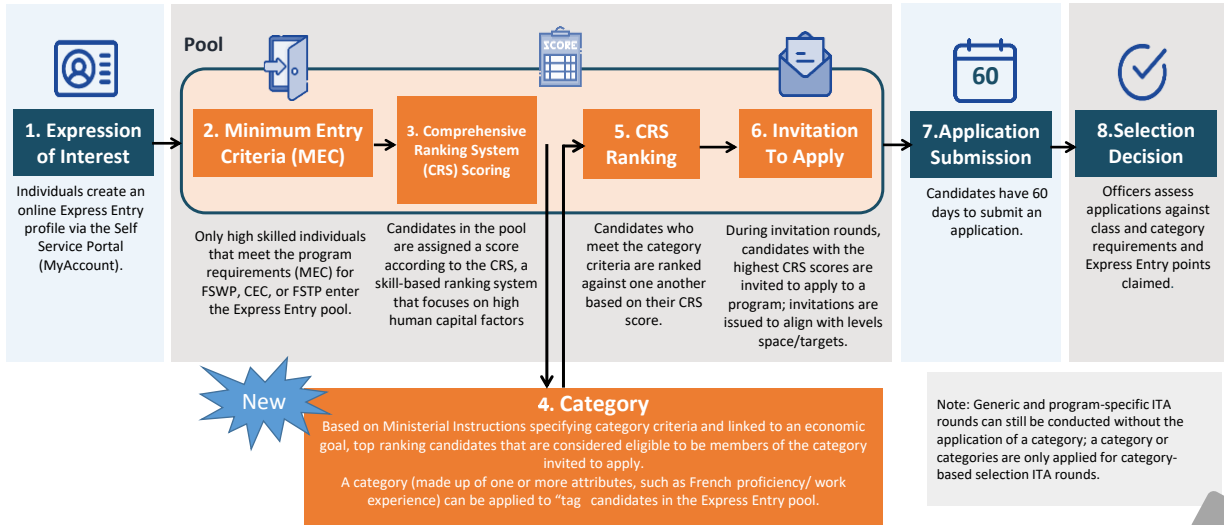 Pool
SCORE
60
1. Expression
of Interest
Individuals create an
online Express Entry
profile via the Self
Service Portal
(MyAccount).
2. Minimum Entry
Criteria (MEC)
Only high skilled individuals
that meet the program
requirements (MEC) for
FSWP, CEC, or FSTP enter
the Express Entry pool.
3. Comprehensive
Ranking System
(CRS) Scoring
Candidates in the pool
are assigned a score
according to the CRS, a
skill-based ranking system
that focuses on high
human capital factors
5. CRS
Ranking
Candidates who
meet the category
criteria are ranked
against one another
based on their CRS
score.
6. Invitation
To Apply
During invitation rounds,
candidates with the
highest CRS scores are
invited to apply to a
program; invitations are
issued to align with levels
space/targets.
7.Application
Submission
Candidates have 60
days to submit an
application.
8.Selection
Decision
Officers assess
applications against
class and category
requirements and
Express Entry points
claimed.
New
4. Category
Based on Ministerial Instructions specifying category criteria and linked to an economic
goal, top ranking candidates that are considered eligible to be members of the category
invited to apply.
A category (made up of one or more attributes, such as French proficiency/ work
experience) can be applied to “tag candidates in the Express Entry pool.
Note: Generic and program-specific ITA
rounds can still be conducted without the
application of a category; a category or
categories are only applied for category-
based selection ITA rounds.